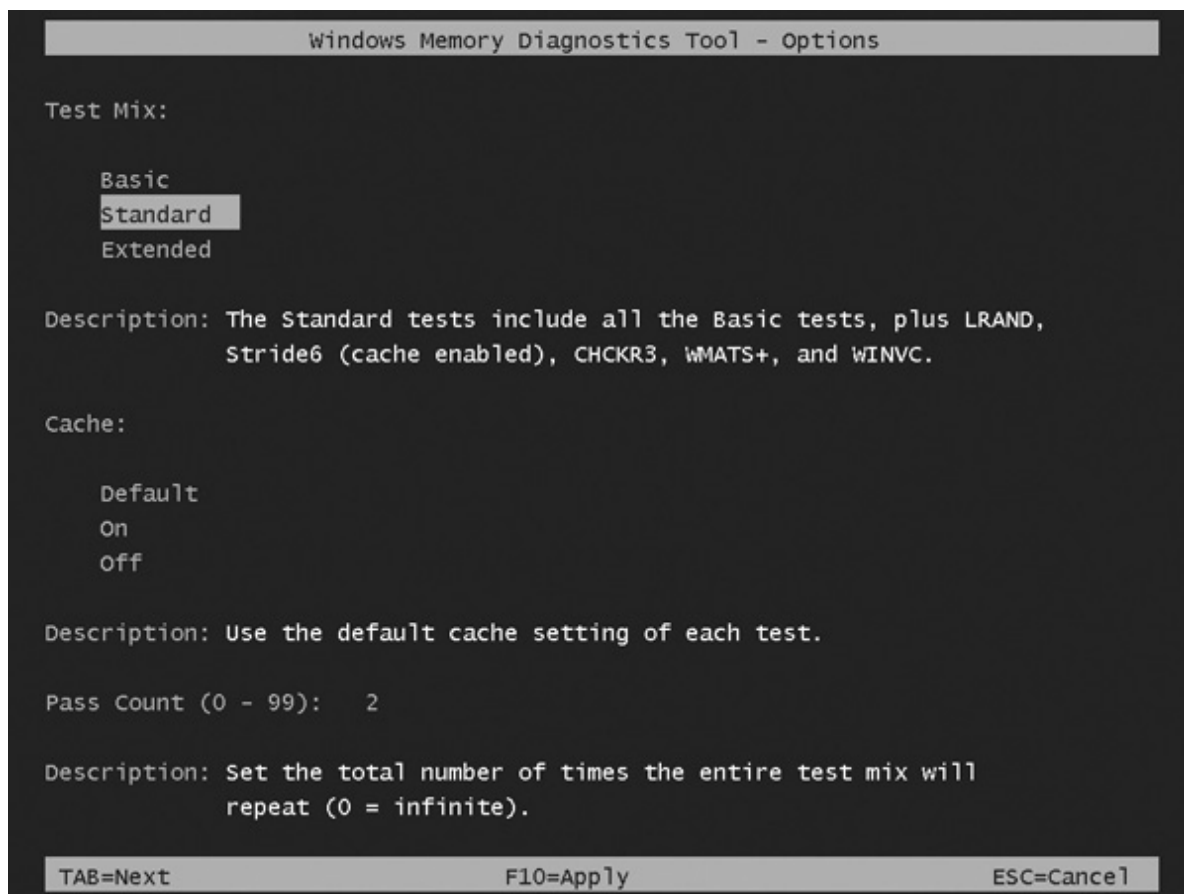 Windows Memory Diagnostics Tool - Options
Test Mix:
Basic
Standard
Extended
Description: The Standard tests include all the Basic tests, plus LRAND,
Stride6 (cache enabled), CHCKR3, WMATS+, and WINVC.
Cache:
Default
On
Off
Description: Use the default cache setting of each test.
Pass Count (0 - 99): 2
Description: Set the total number of times the entire test mix will
repeat (0 = infinite).
TAB=Next F10=Apply ESC=Cancel